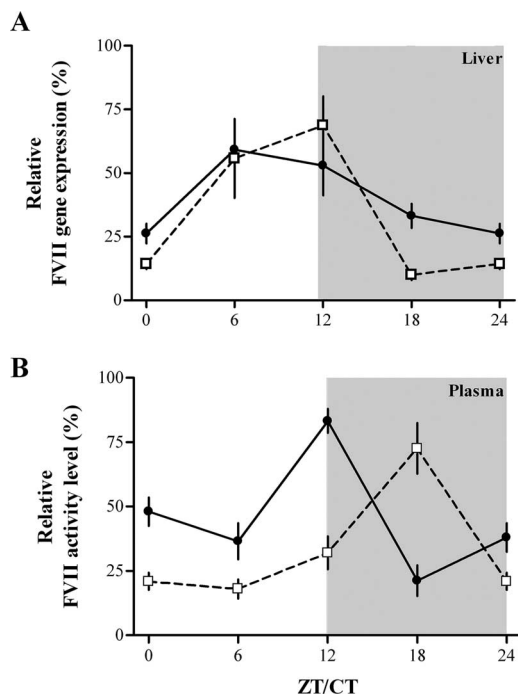 A
Liver
Relative
FVII gene expression (%)
100
75
50
25
0
0 6 12 18 24
B
Plasma
Relative
FVII activity level (%)
100
75
50
25
0
0 6 12 18 24
ZT/CT